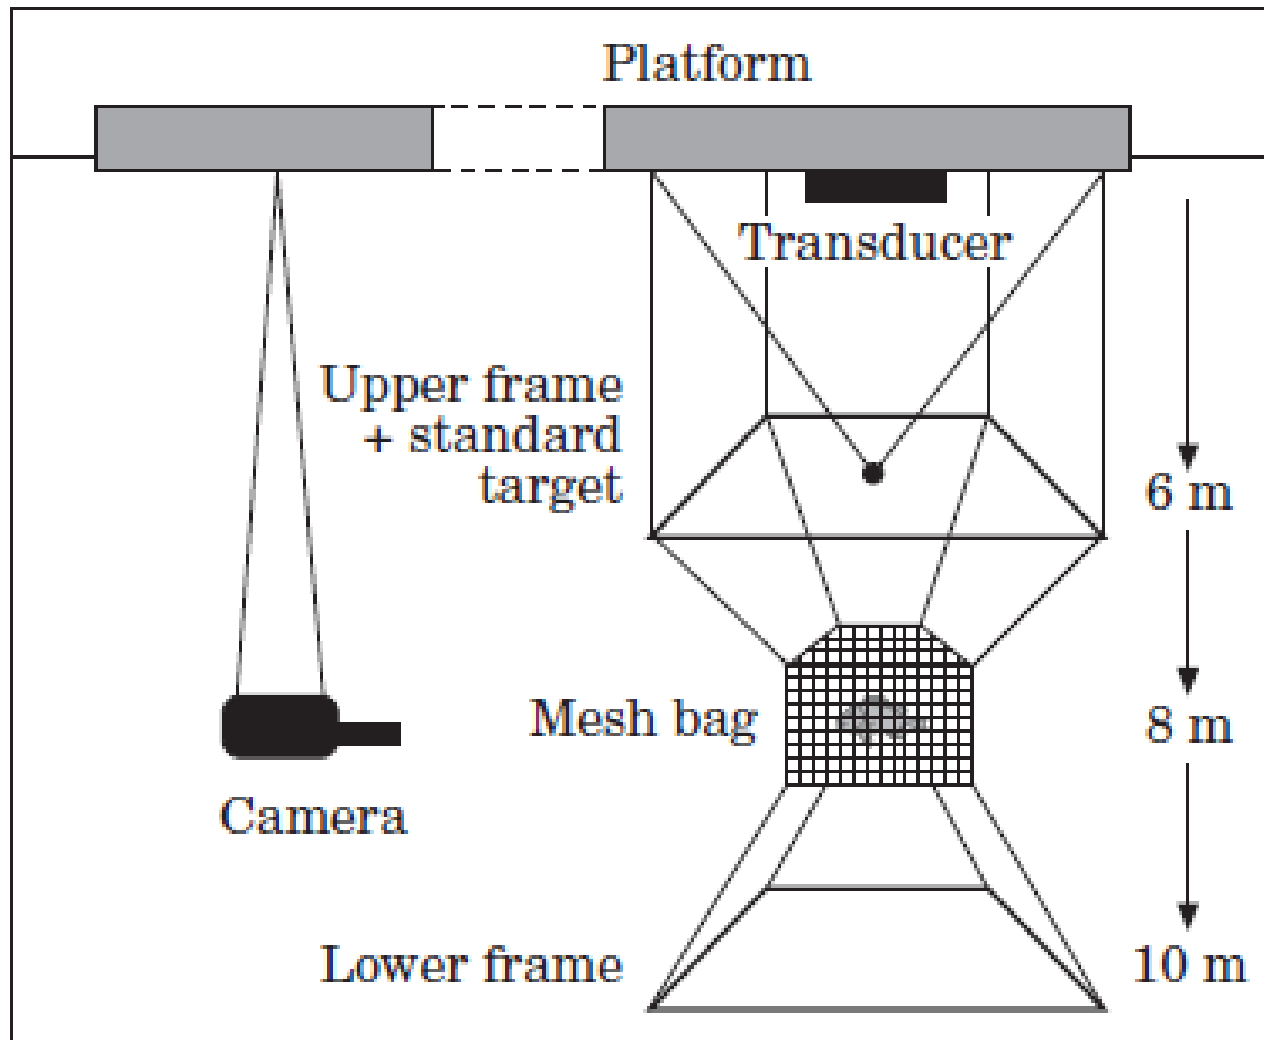 Platform
Transducer
Upper frame
+ standard
target
6 m
Mesh bag
8 m
Camera
Lower frame
10 m